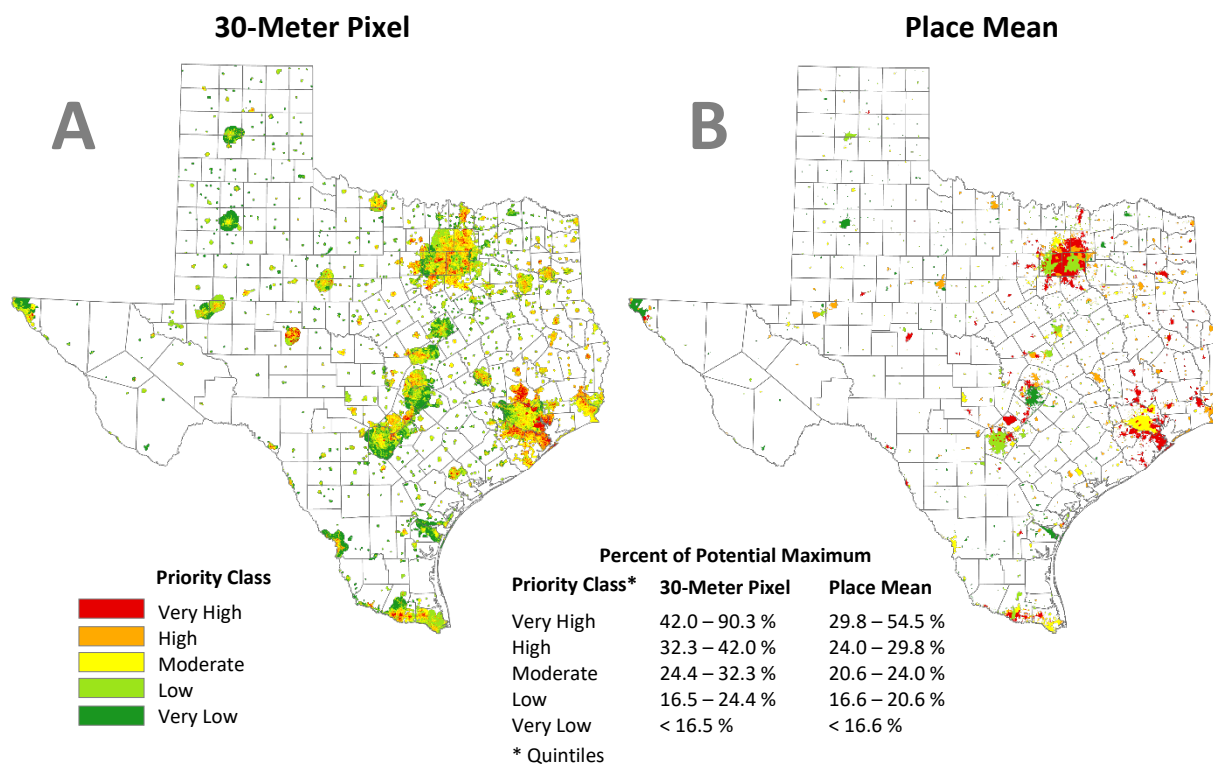 30-Meter Pixel
Place Mean
A
B
Priority Class
Very High
High
Moderate
Low
Very Low
Percent of Potential Maximum
Priority Class* 30-Meter Pixel Place Mean
Very High 42.0 – 90.3 % 29.8 – 54.5 %
High 32.3 – 42.0 % 24.0 – 29.8 %
Moderate 24.4 – 32.3 % 20.6 – 24.0 %
Low 16.5 – 24.4 % 16.6 – 20.6 %
Very Low < 16.5 % < 16.6 %
* Quintiles